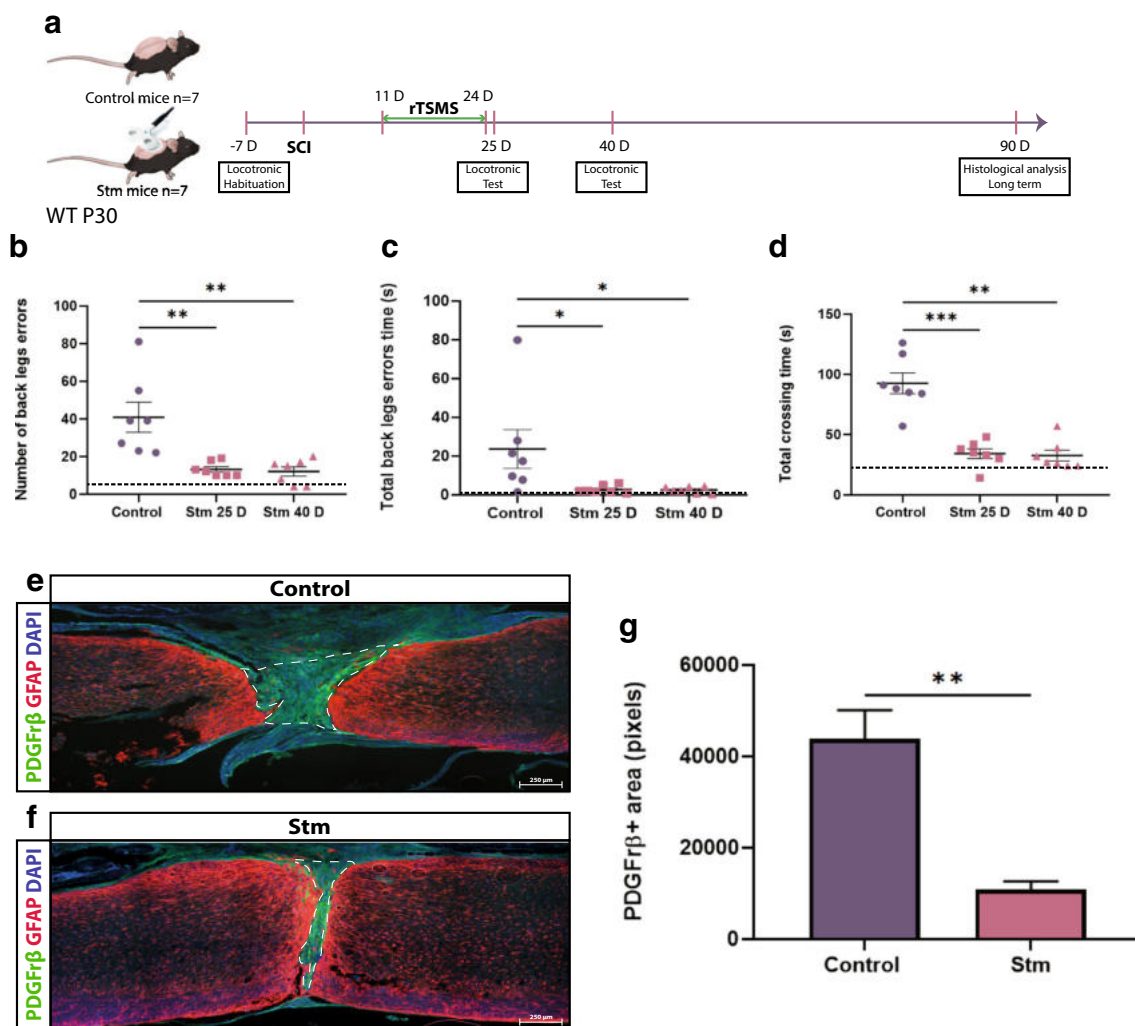 a
Control mice n=7
Stm mice n=7
WT P30
11 D
rTSMS
24 D
-7 D
SCI
25 D
40 D
90 D
Locotronic
Habituation
Locotronic
Test
Locotronic
Test
Histological analysis
Long term
b
Number of back legs errors
100
80
60
40
20
0
**
**
Control
Stm 25 D
Stm 40 D
c
Total back legs errors time (s)
100
80
60
40
20
0
*
*
Control
Stm 25 D
Stm 40 D
d
Total crossing time (s)
150
100
50
0
***
**
Control
Stm 25 D
Stm 40 D
e
Control
PDGFrβ GFAP DAPI
250 µm
f
Stm
PDGFrβ GFAP DAPI
250 µm
g
PDGFrβ+ area (pixels)
60000
40000
20000
0
**
Control
Stm